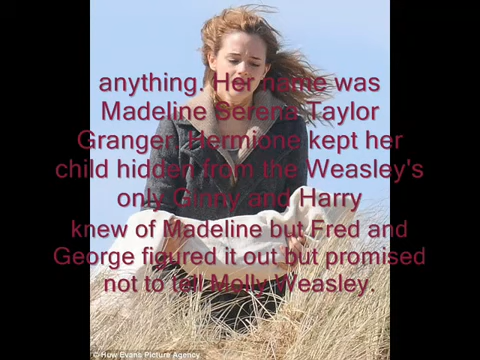 anything. Her name was
Madeline Serena Taylor
Granger. Hermione kept her
child hidden from the Weasley's
only Ginny and Harry
knew of Madeline but Fred and
George figured it out but promised
not to tell Molly Weasley.
© Huw Evans Picture Agency